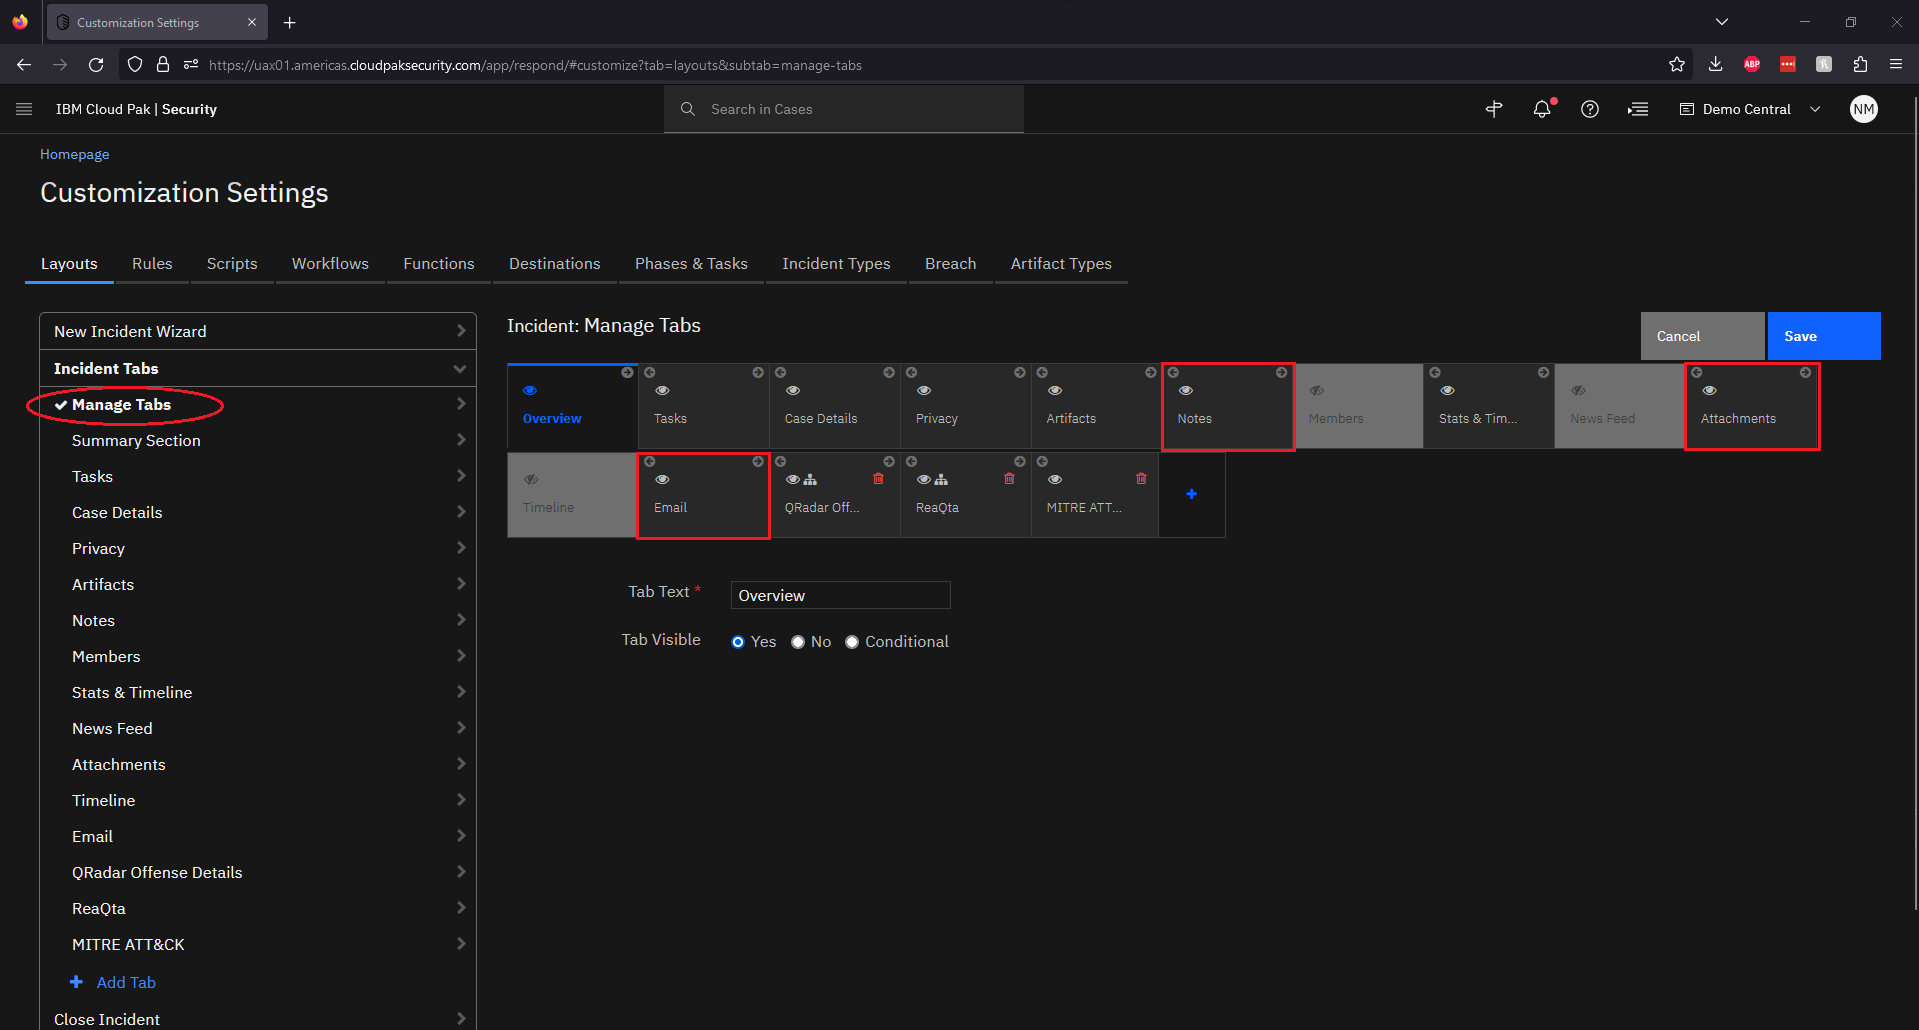 Customization Settings
https://uax01.americas.cloudpaksecurity.com/app/respond/#customize?tab=layouts&subtab=manage-tabs
ABP
IBM Cloud Pak | Security
Search in Cases
Demo Central
NM
Homepage
Customization Settings
Layouts
Rules
Scripts
Workflows
Functions
Destinations
Phases & Tasks
Incident Types
Breach
Artifact Types
New Incident Wizard
Incident Tabs
Manage Tabs
Summary Section
Tasks
Case Details
Privacy
Artifacts
Notes
Members
Stats & Timeline
News Feed
Attachments
Timeline
Email
QRadar Offense Details
ReaQta
MITRE ATT&CK
Add Tab
Close Incident
Incident: Manage Tabs
Cancel
Save
Overview
Tasks
Case Details
Privacy
Artifacts
Notes
Members
Stats & Tim...
News Feed
Attachments
Timeline
Email
QRadar Off...
ReaQta
MITRE ATT...
Tab Text *
Overview
Tab Visible
Yes
No
Conditional